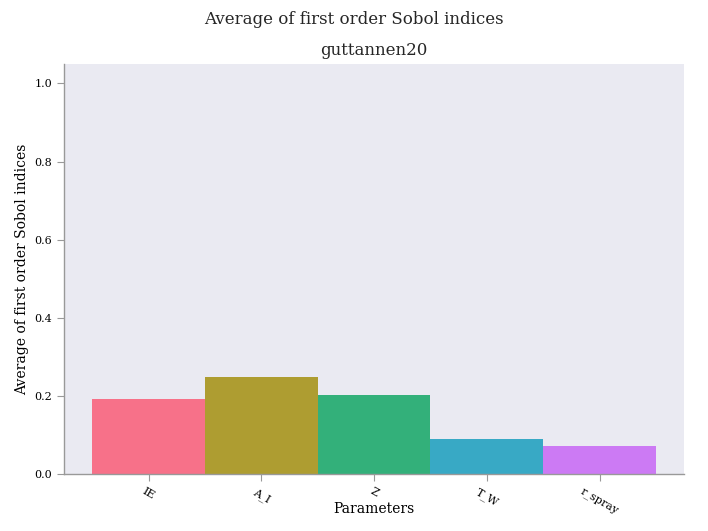 Average of first order Sobol indices
guttannen20
Average of first order Sobol indices
1.0
0.8
0.6
0.4
0.2
0.0
IE
A_I
Z
T_W
r_spray
Parameters